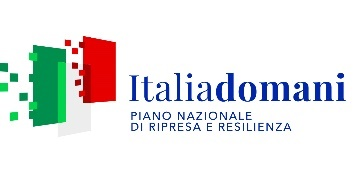 Italiadomani
PIANO NAZIONALE
DI RIPRESA E RESILIENZA